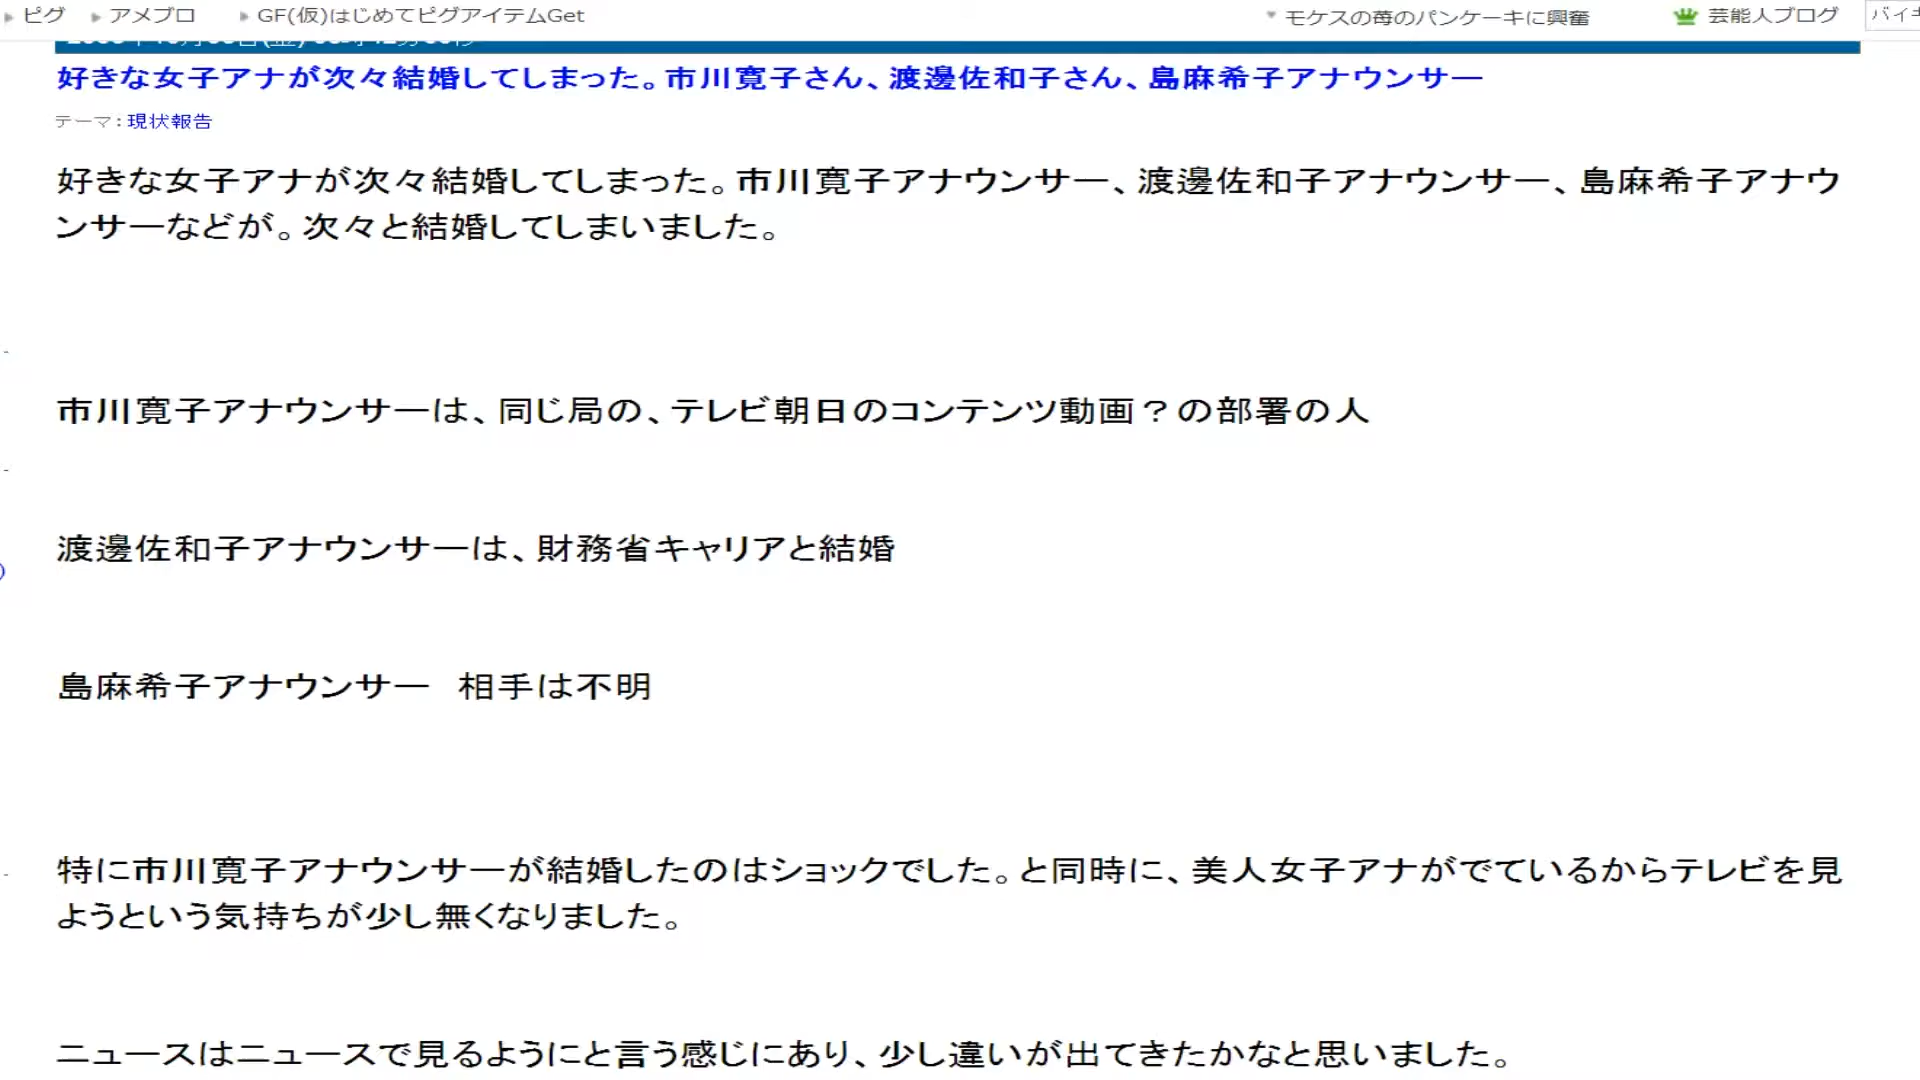 ピグ アメブロ GF(仮)はじめてピグアイテムGet モケスの苺のパンケーキに興奮 芸能人ブログ
好きな女子アナが次々結婚してしまった。市川寛子さん、渡邊佐和子さん、島麻希子アナウンサー
テーマ：現状報告
好きな女子アナが次々結婚してしまった。市川寛子アナウンサー、渡邊佐和子アナウンサー、島麻希子アナウ
ンサーなどが。次々と結婚してしまいました。
市川寛子アナウンサーは、同じ局の、テレビ朝日のコンテンツ動画？の部署の人
渡邊佐和子アナウンサーは、財務省キャリアと結婚
島麻希子アナウンサー　相手は不明
特に市川寛子アナウンサーが結婚したのはショックでした。と同時に、美人女子アナがでているからテレビを見
ようという気持ちが少し無くなりました。
ニュースはニュースで見るようにと言う感じにあり、少し違いが出てきたかなと思いました。